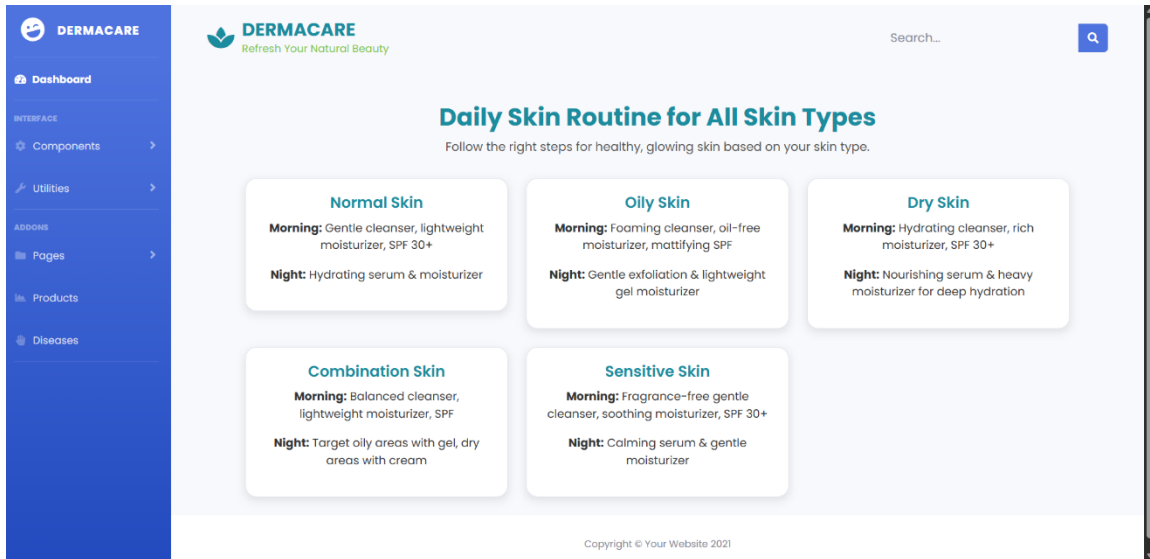 DERMACARE
Dashboard
INTERFACE
Components
Utilities
ADDONS
Pages
Products
Diseases
DERMACARE
Refresh Your Natural Beauty
Search...
Daily Skin Routine for All Skin Types
Follow the right steps for healthy, glowing skin based on your skin type.
Normal Skin
Morning: Gentle cleanser, lightweight
moisturizer, SPF 30+
Night: Hydrating serum & moisturizer
Oily Skin
Morning: Foaming cleanser, oil-free
moisturizer, mattifying SPF
Night: Gentle exfoliation & lightweight
gel moisturizer
Dry Skin
Morning: Hydrating cleanser, rich
moisturizer, SPF 30+
Night: Nourishing serum & heavy
moisturizer for deep hydration
Combination Skin
Morning: Balanced cleanser,
lightweight moisturizer, SPF
Night: Target oily areas with gel, dry
areas with cream
Sensitive Skin
Morning: Fragrance-free gentle
cleanser, soothing moisturizer, SPF 30+
Night: Calming serum & gentle
moisturizer
Copyright © Your Website 2021